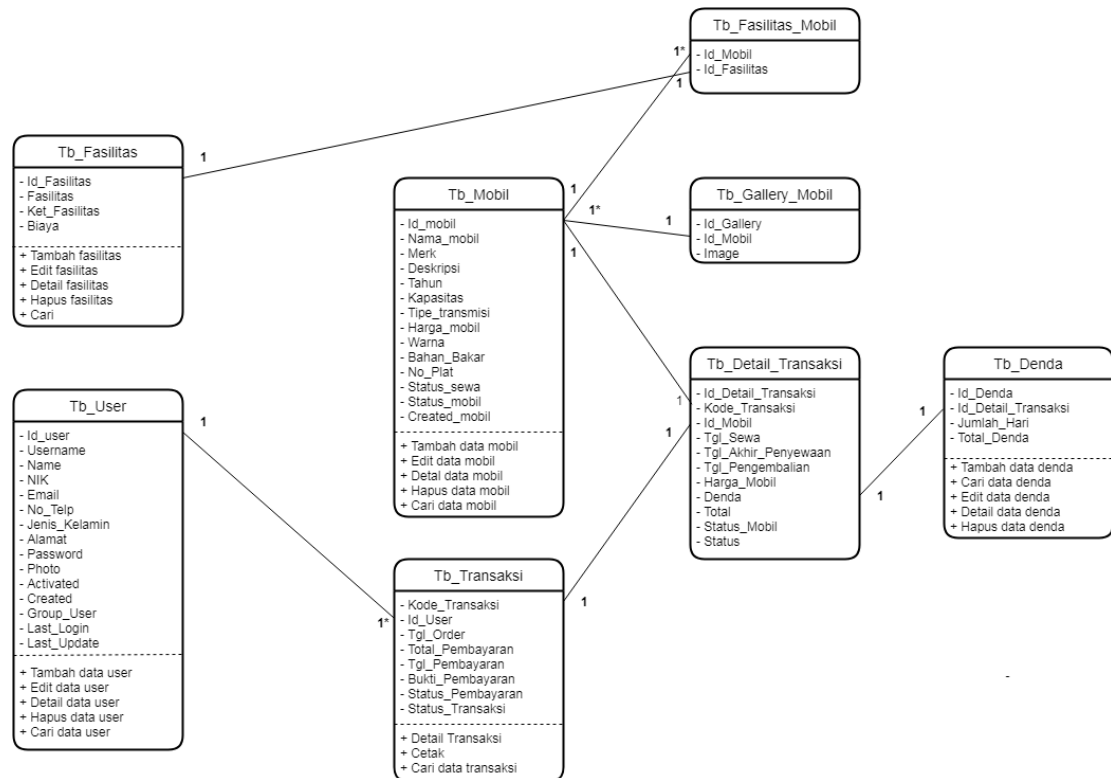 Tb_Fasilitas_Mobil
- Id_Mobil
- Id_Fasilitas
1*
1
Tb_Fasilitas
- Id_Fasilitas
- Fasilitas
- Ket_Fasilitas
- Biaya
+ Tambah fasilitas
+ Edit fasilitas
+ Detail fasilitas
+ Hapus fasilitas
+ Cari
1
Tb_Mobil
- Id_mobil
- Nama_mobil
- Merk
- Deskripsi
- Tahun
- Kapasitas
- Tipe_transmisi
- Harga_mobil
- Warna
- Bahan_Bakar
- No_Plat
- Status_sewa
- Status_mobil
- Created_mobil
+ Tambah data mobil
+ Edit data mobil
+ Detal data mobil
+ Hapus data mobil
+ Cari data mobil
1
1*
1
1
Tb_Gallery_Mobil
- Id_Gallery
- Id_Mobil
- Image
Tb_User
- Id_user
- Username
- Name
- NIK
- Email
- No_Telp
- Jenis_Kelamin
- Alamat
- Password
- Photo
- Activated
- Created
- Group_User
- Last_Login
- Last_Update
+ Tambah data user
+ Edit data user
+ Detail data user
+ Hapus data user
+ Cari data user
1
1*
Tb_Transaksi
- Kode_Transaksi
- Id_User
- Tgl_Order
- Total_Pembayaran
- Tgl_Pembayaran
- Bukti_Pembayaran
- Status_Pembayaran
- Status_Transaksi
+ Detail Transaksi
+ Cetak
+ Cari data transaksi
1
1
1
Tb_Detail_Transaksi
- Id_Detail_Transaksi
- Kode_Transaksi
- Id_Mobil
- Tgl_Sewa
- Tgl_Akhir_Penyewaan
- Tgl_Pengembalian
- Harga_Mobil
- Denda
- Total
- Status_Mobil
- Status
1
1
Tb_Denda
- Id_Denda
- Id_Detail_Transaksi
- Jumlah_Hari
- Total_Denda
+ Tambah data denda
+ Cari data denda
+ Edit data denda
+ Detail data denda
+ Hapus data denda
-